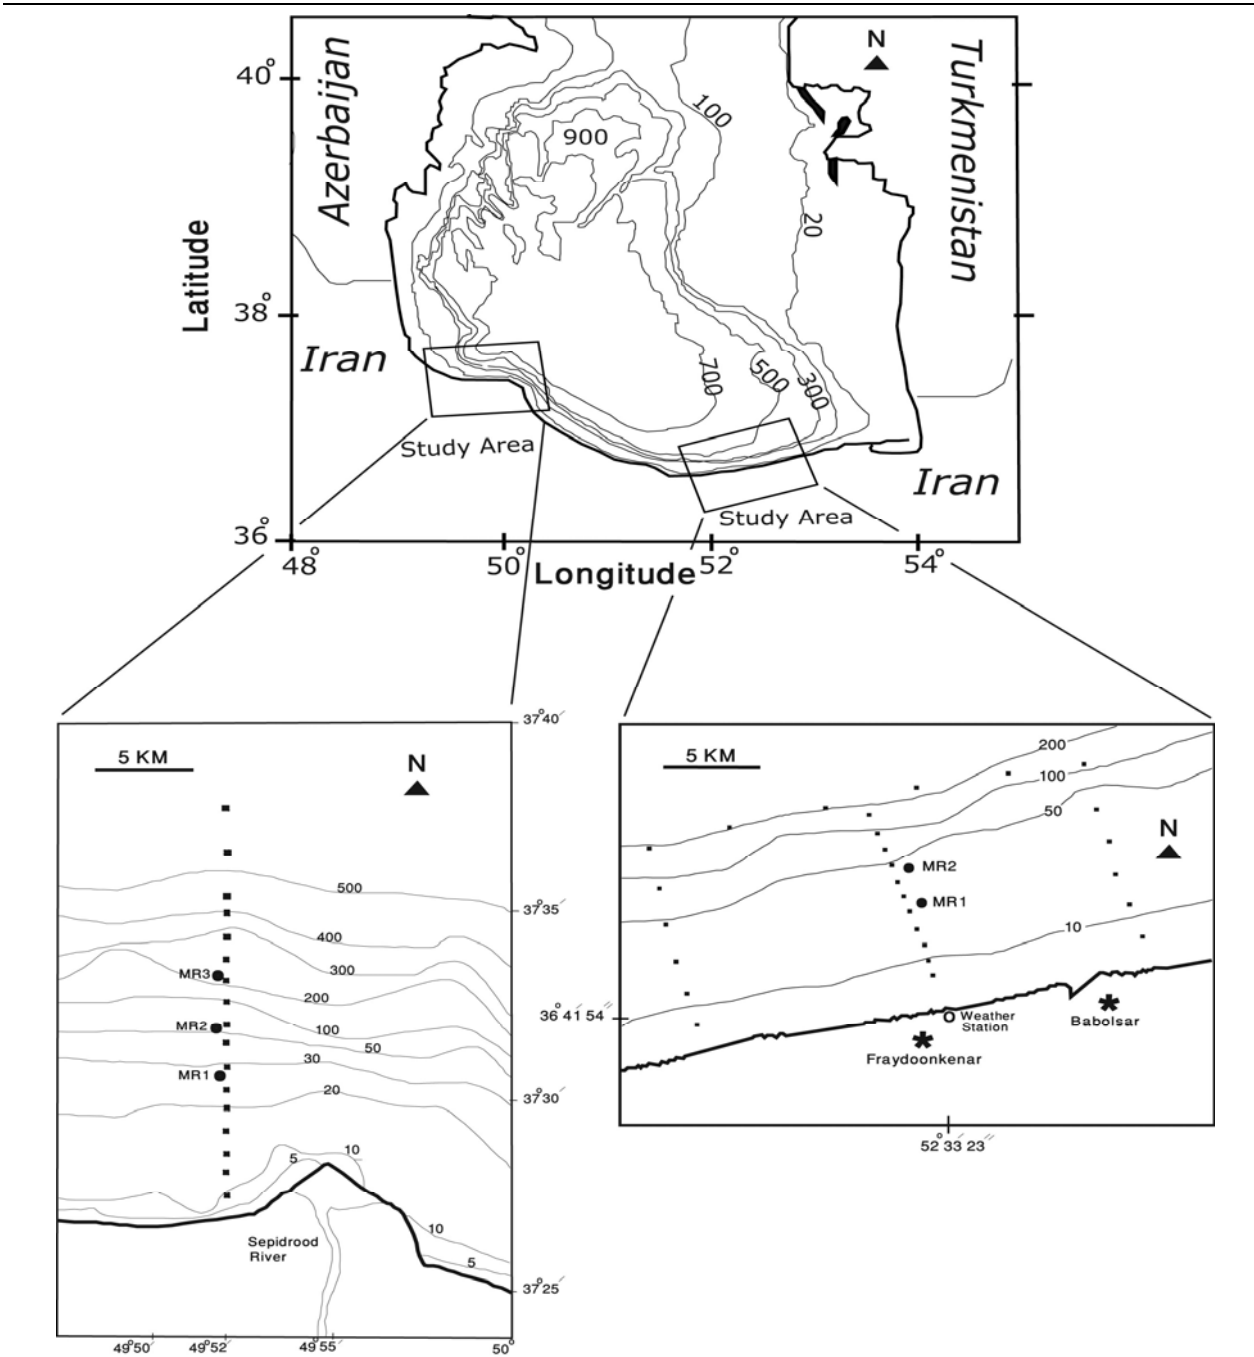 N
Azerbaijan
Turkmenistan
40°
100
900
20
Latitude
38°
Iran
700
500
300
Study Area
Iran
Study Area
36°
48°
50°
52°
54°
Longitude
37°40′
5 KM
N
500
37°35′
400
MR3
300
200
MR2
100
50
30
MR1
20
37°30′
10
5
10
Sepidrood
River
5
37°25′
49°50′
49°52′
49°55′
50°
5 KM
200
100
50
N
MR2
MR1
10
36°41 54″
Weather
Station
Babolsar
Fraydoonkenar
52°33′23″